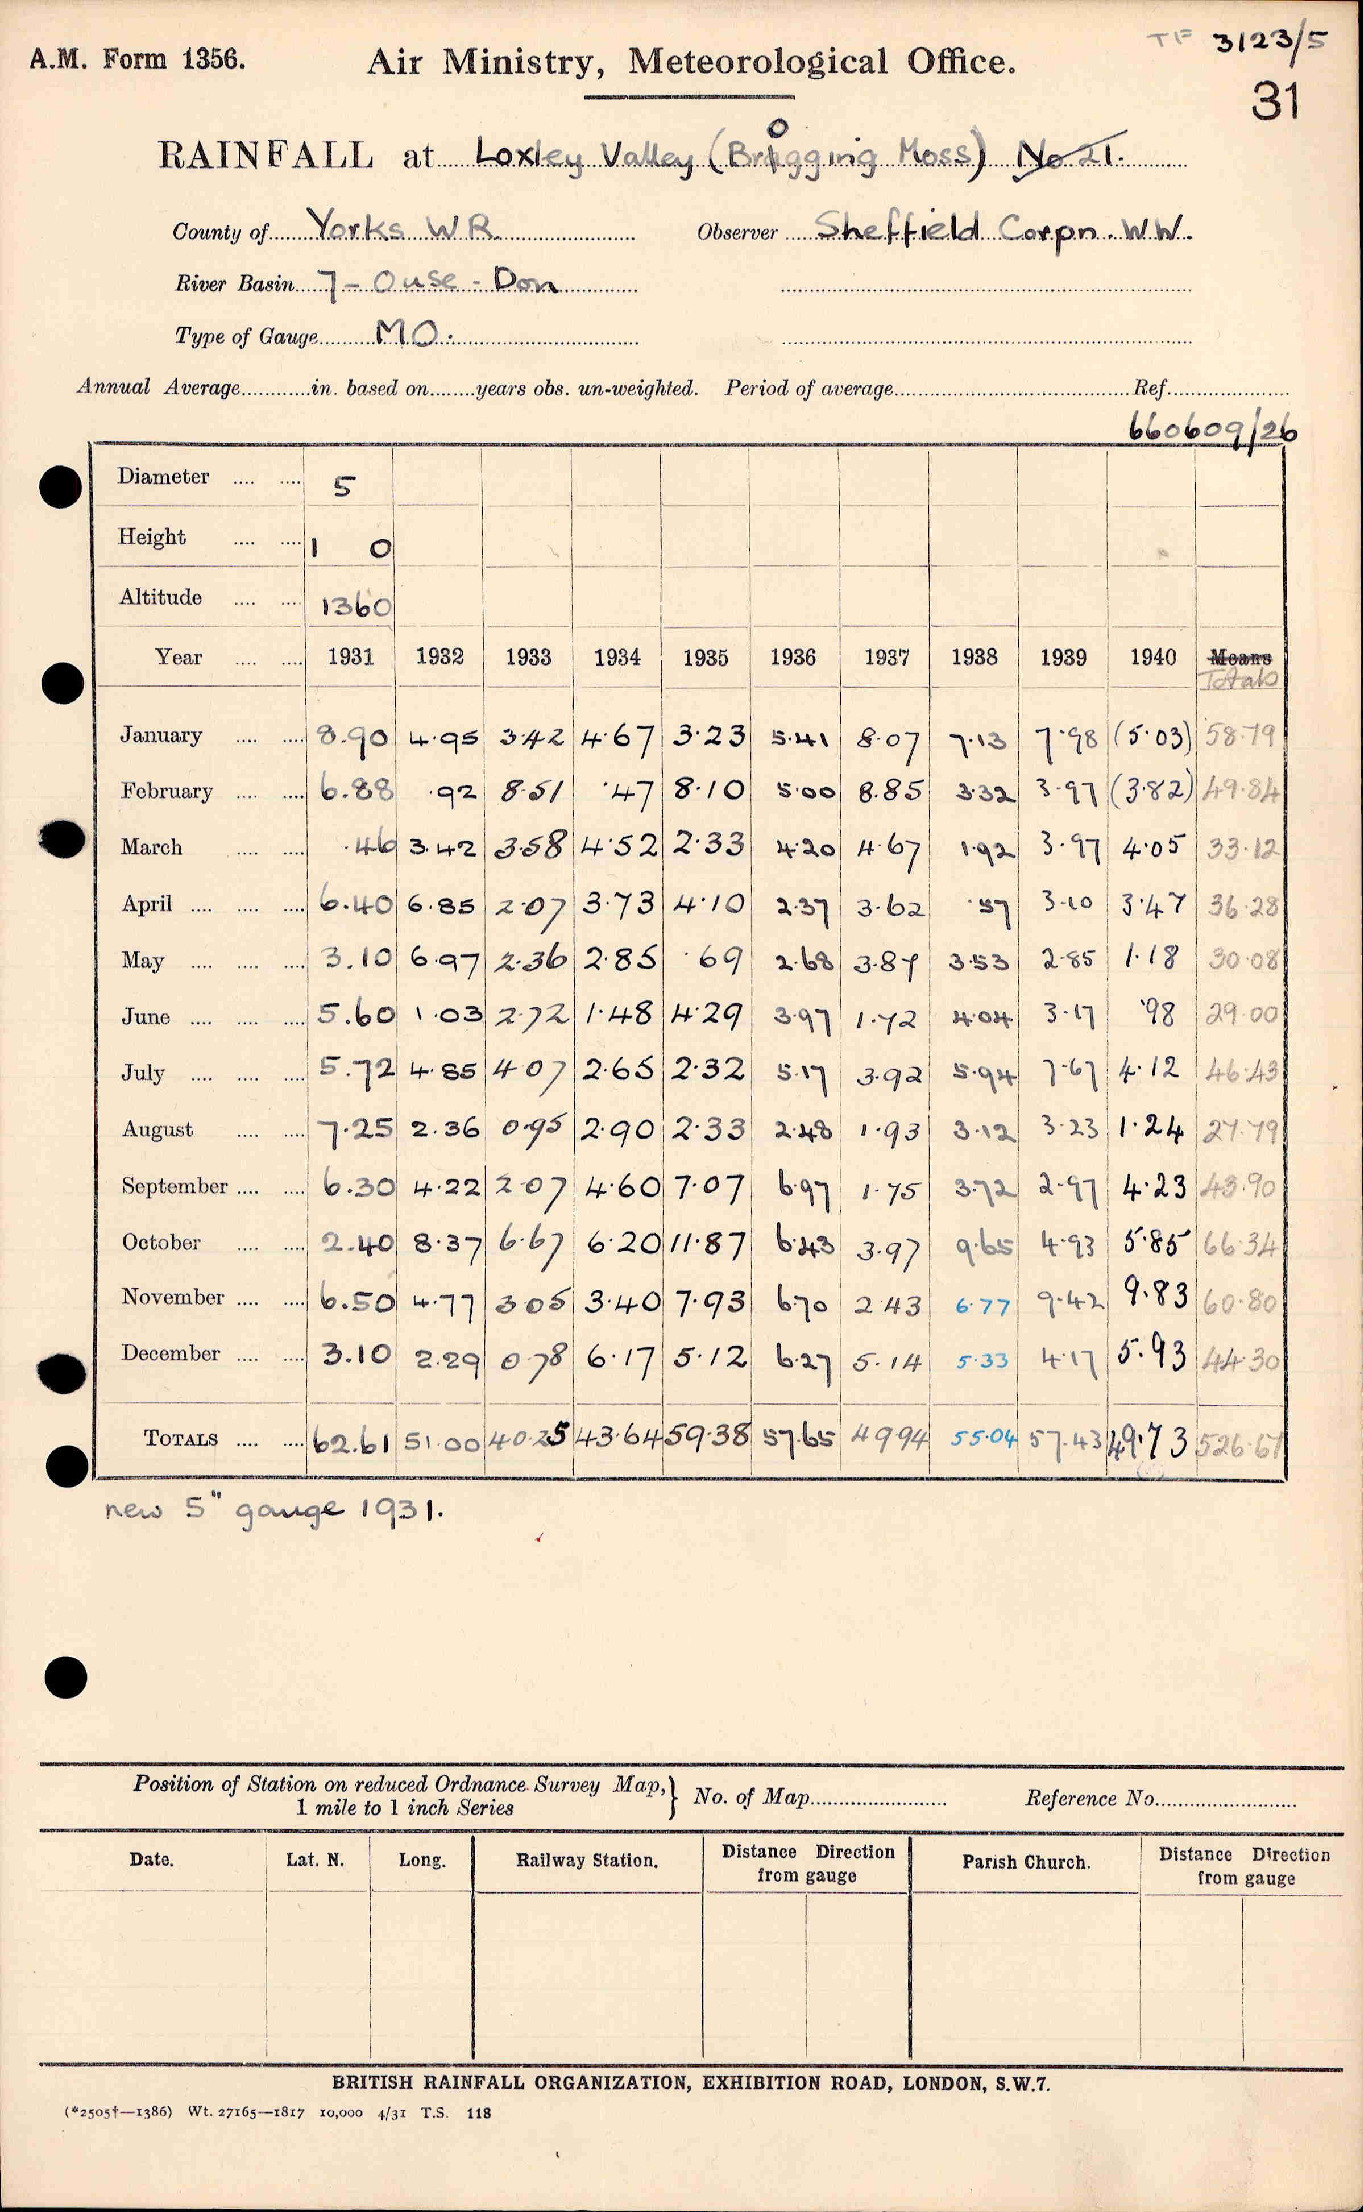 TF 3123/5
A.M. Form 1356. Air Ministry, Meteorological Office.
31
RAINFALL at Loxley Valley (Brogging Moss) No 21.
County of Yorks W R Observer Sheffield Corpn. W W.
River Basin 7 - Ouse - Don
Type of Gauge M O.
Annual Average in. based on years obs. un-weighted. Period of average Ref.
660609/26
Diameter 5
Height 1 0
Altitude 1360
Year 1931 1932 1933 1934 1935 1936 1937 1938 1939 1940 Means
Totals
January 8.90 4.95 3.42 4.67 3.23 5.41 8.07 7.13 7.98 (5.03) 58.79
February 6.88 .92 8.51 .47 8.10 5.00 8.85 3.32 3.97 (3.82) 49.84
March .46 3.42 3.58 4.52 2.33 4.20 4.67 1.92 3.97 4.05 33.12
April 6.40 6.85 2.07 3.73 4.10 2.37 3.62 .57 3.10 3.47 36.28
May 3.10 6.97 2.36 2.85 .69 2.68 3.87 3.53 2.85 1.18 30.08
June 5.60 1.03 2.72 1.48 4.29 3.97 1.72 4.04 3.17 .98 29.00
July 5.72 4.85 4.07 2.65 2.32 5.17 3.92 5.94 7.67 4.12 46.43
August 7.25 2.36 0.95 2.90 2.33 2.48 1.93 3.12 3.23 1.24 27.79
September 6.30 4.22 2.07 4.60 7.07 6.97 1.75 3.72 2.97 4.23 43.90
October 2.40 8.37 6.67 6.20 11.87 6.43 3.97 9.65 4.93 5.85 66.34
November 6.50 4.77 3.05 3.40 7.93 6.70 2.43 6.77 9.42 9.83 60.80
December 3.10 2.29 0.78 6.17 5.12 6.27 5.14 5.33 4.17 5.93 44.30
TOTALS 62.61 51.00 40.25 43.64 59.38 57.65 49.94 55.04 57.43 49.73 526.67
new 5" gauge 1931.
Position of Station on reduced Ordnance Survey Map, } No. of Map Reference No.
1 mile to 1 inch Series
Date. Lat. N. Long. Railway Station. Distance Direction Parish Church. Distance Direction
from gauge from gauge
BRITISH RAINFALL ORGANIZATION, EXHIBITION ROAD, LONDON, S.W.7.
(*2505†—1386) Wt. 27165—1817 10,000 4/31 T.S. 118